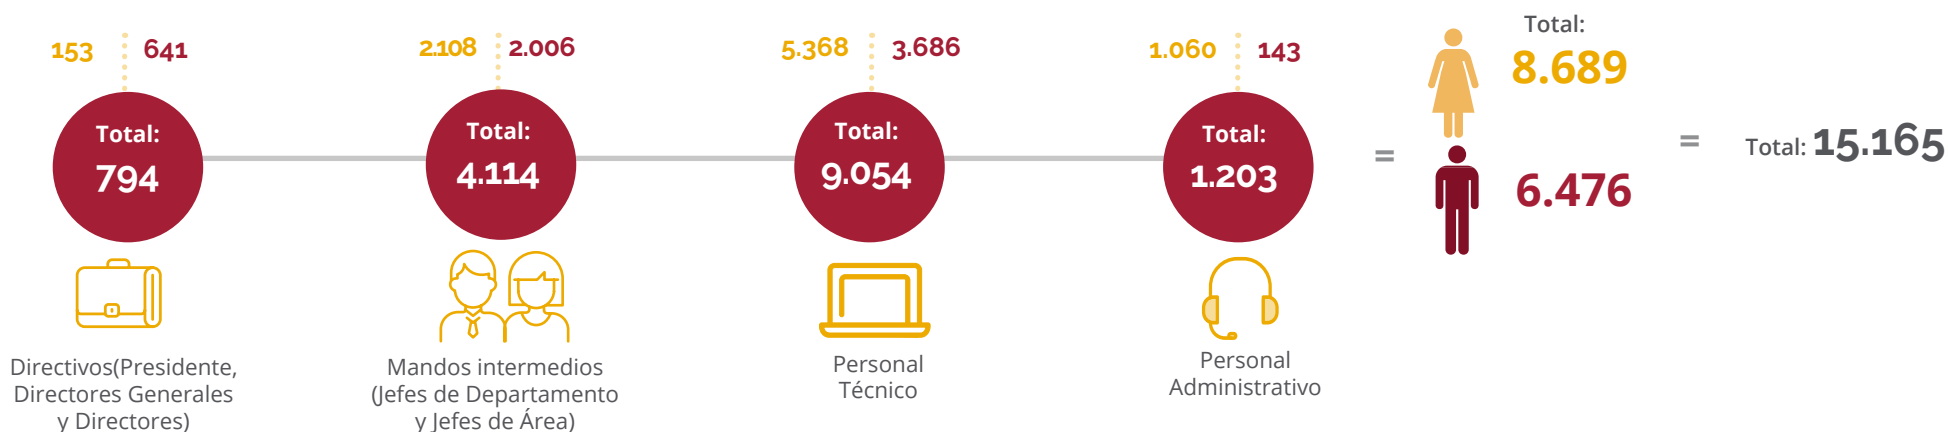 153 641
Total:
794
Directivos(Presidente,
Directores Generales
y Directores)
2.108 2.006
Total:
4.114
Mandos intermedios
(Jefes de Departamento
y Jefes de Área)
5.368 3.686
Total:
9.054
Personal
Técnico
1.060 143
Total:
1.203
Personal
Administrativo
=
Total:
8.689
6.476
=
Total: 15.165